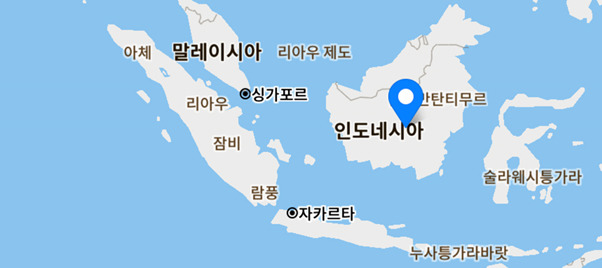 아체
말레이시아
리아우 제도
싱가포르
리아우
잠비
람풍
자카르타
인도네시아
란탄티무르
술라웨시틍가라
누사틍가라바랏